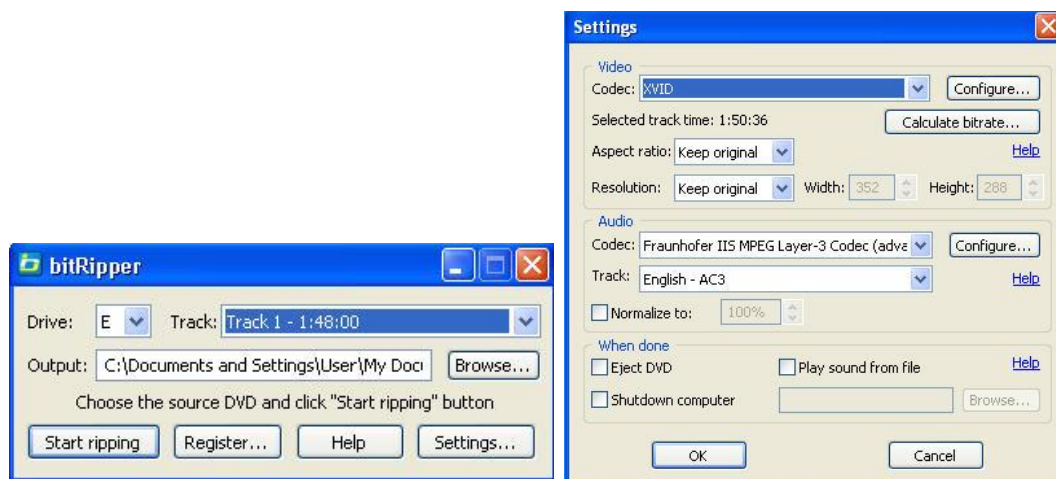 bitRipper
Drive: E Track: Track 1 - 1:48:00
Output: C:\Documents and Settings\User\My Doc Browse...
Choose the source DVD and click "Start ripping" button
Start ripping Register... Help Settings...
Settings
Video
Codec: XVID Configure...
Selected track time: 1:50:36 Calculate bitrate...
Aspect ratio: Keep original Help
Resolution: Keep original Width: 352 Height: 288
Audio
Codec: Fraunhofer IIS MPEG Layer-3 Codec (adva Configure...
Track: English - AC3 Help
Normalize to: 100%
When done
Eject DVD Play sound from file Help
Shutdown computer Browse...
OK Cancel